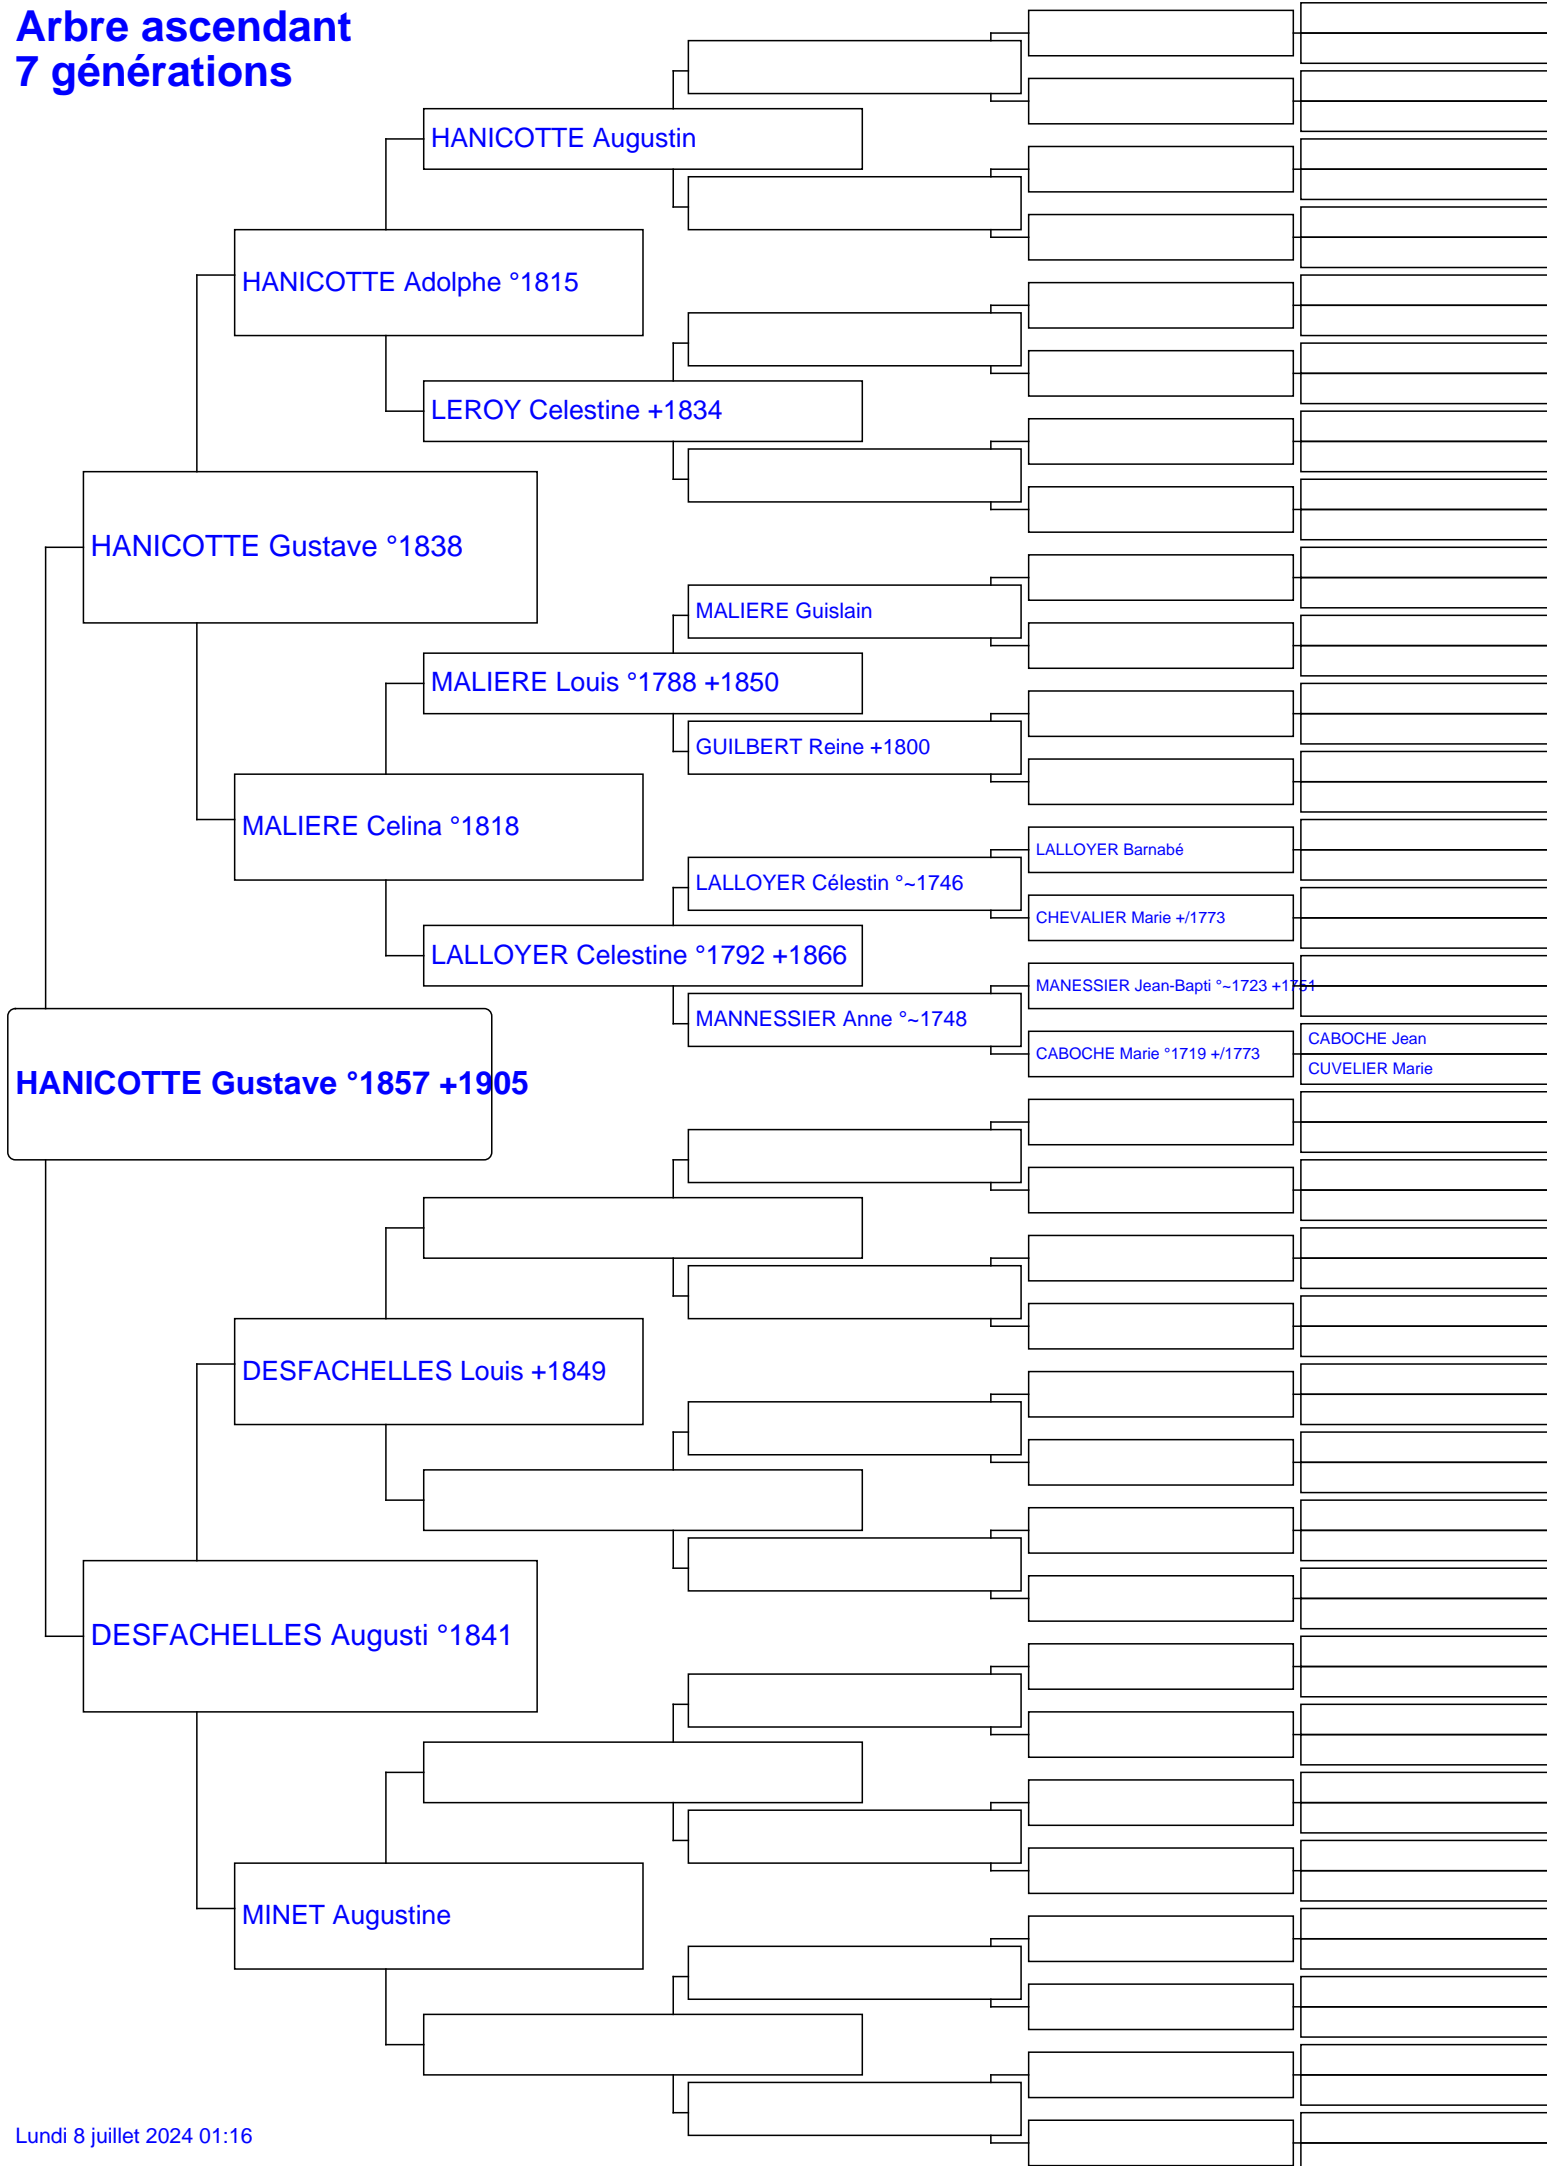 Arbre ascendant
7 générations
HANICOTTE Augustin
HANICOTTE Adolphe °1815
LEROY Celestine +1834
HANICOTTE Gustave °1838
MALIERE Guislain
MALIERE Louis °1788 +1850
GUILBERT Reine +1800
MALIERE Celina °1818
LALLOYER Barnabé
LALLOYER Célestin °~1746
CHEVALIER Marie +/1773
LALLOYER Celestine °1792 +1866
MANESSIER Jean-Bapti °~1723 +1751
MANNESSIER Anne °~1748
CABOCHE Jean
CABOCHE Marie °1719 +/1773
CUVELIER Marie
HANICOTTE Gustave °1857 +1905
DESFACHELLES Louis +1849
DESFACHELLES Augusti °1841
MINET Augustine
Lundi 8 juillet 2024 01:16